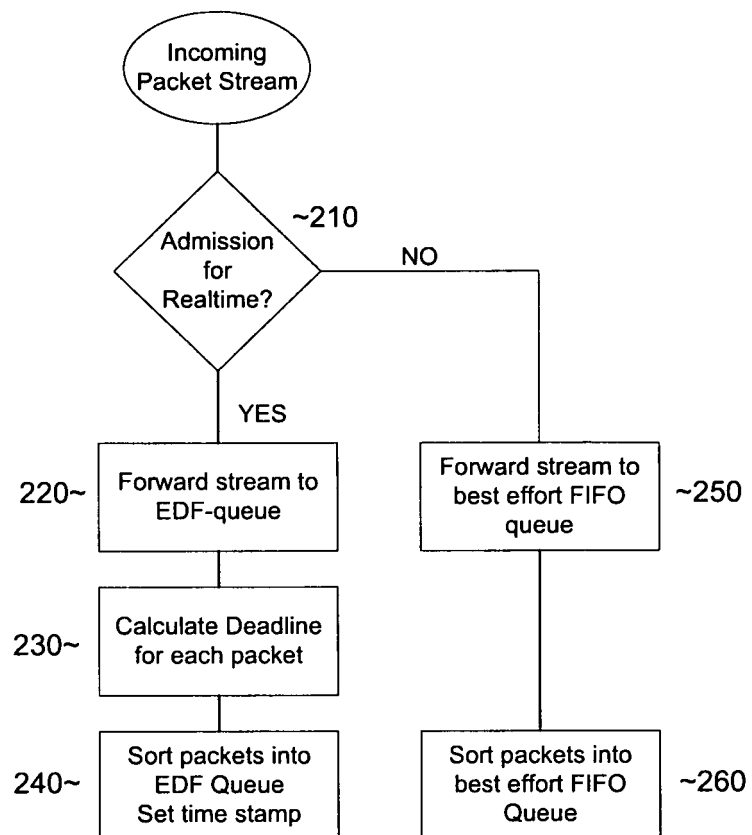 Incoming
Packet Stream
~210
Admission
for
Realtime?
NO
YES
220~
Forward stream to
EDF-queue
Forward stream to
best effort FIFO
queue
~250
230~
Calculate Deadline
for each packet
240~
Sort packets into
EDF Queue
Set time stamp
Sort packets into
best effort FIFO
Queue
~260